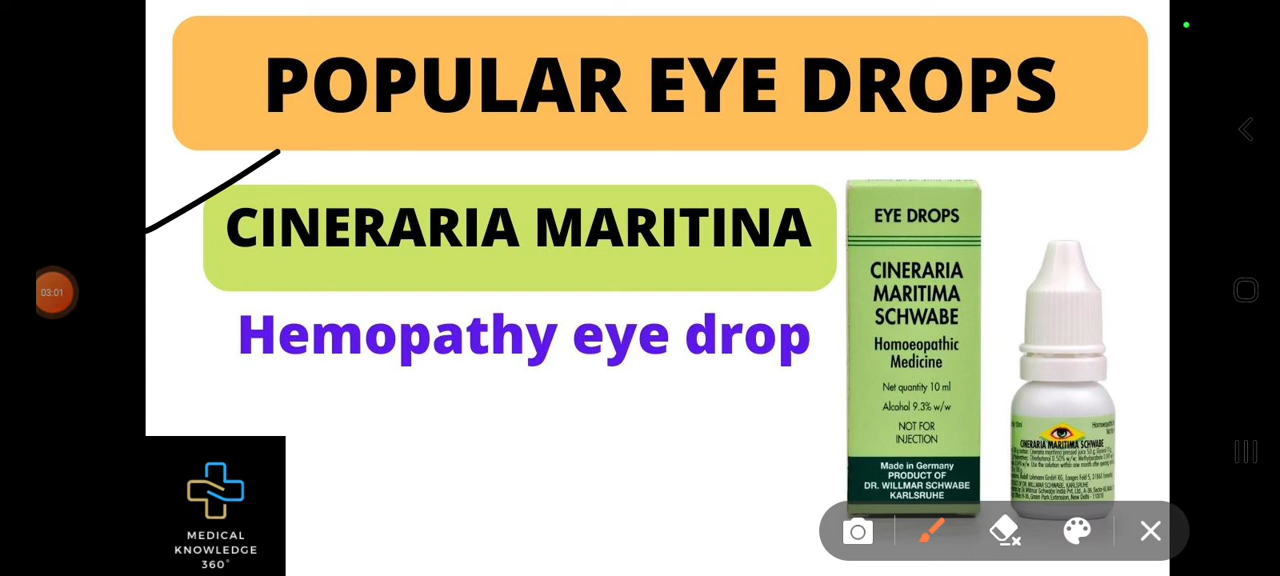 POPULAR EYE DROPS
CINERARIA MARITINA
Hemopathy eye drop
EYE DROPS
CINERARIA
MARITIMA
SCHWABE
Homoeopathic
Medicine
Net quantity 10 ml
Alcohol 9.3% w/w
NOT FOR
INJECTION
Made in Germany
PRODUCT OF
DR. WILLMAR SCHWABE
KARLSRUHE
CINERARIA MARITIMA SCHWABE
03:01
MEDICAL
KNOWLEDGE
360°